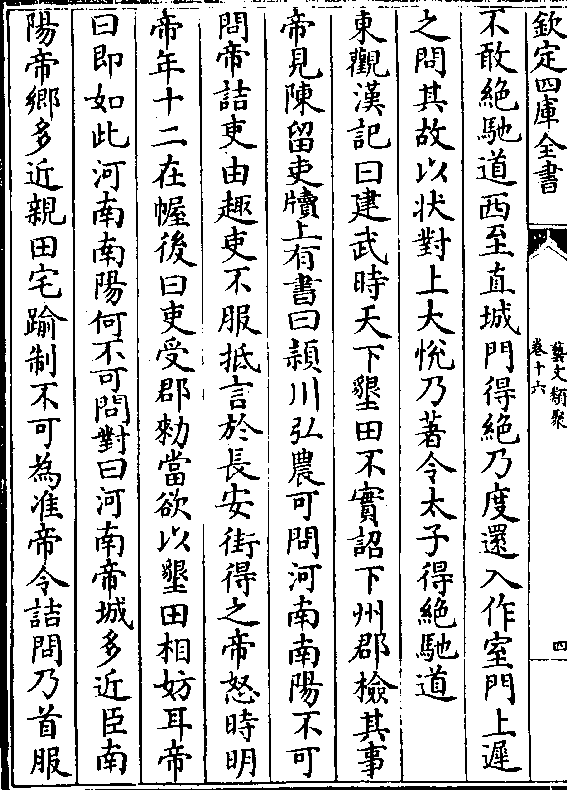 欽定四庫全書
藝文類聚
卷十六
四
不敢絶馳道西至直城門得絶乃度還入作室門上遲
之問其故以狀對上大悅乃著令太子得絶馳道
東觀漢記曰建武時天下墾田不實詔下州郡檢其事
帝見陳留吏牘上有書曰潁川弘農可問河南南陽不可
問帝詰吏由趣吏不服抵言於長安街得之帝怒時明
帝年十二在幄後曰吏受郡勑當欲以墾田相妨耳帝
曰即如此河南南陽何不可問對曰河南帝城多近臣南
陽帝鄉多近親田宅踰制不可為准帝令詰問乃首服